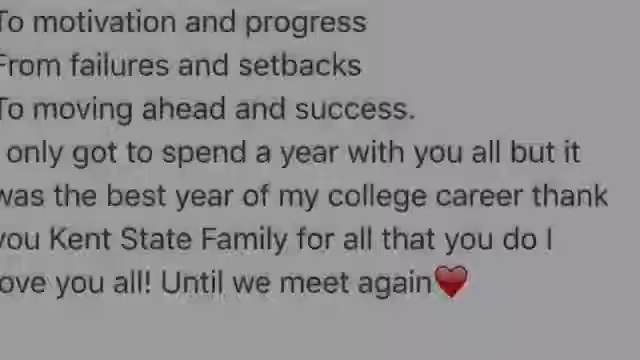 To motivation and progress
From failures and setbacks
To moving ahead and success.
I only got to spend a year with you all but it
was the best year of my college career thank
you Kent State Family for all that you do I
love you all! Until we meet again❤️